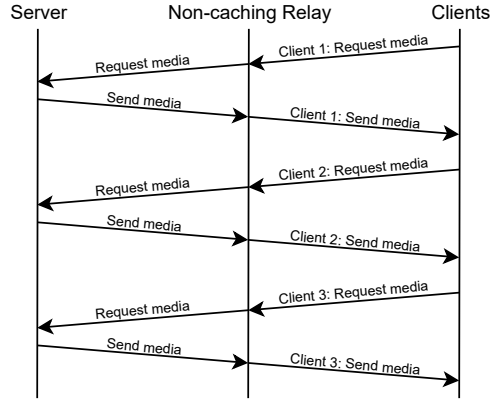 Server Non-caching Relay Clients
Client 1: Request media
Request media
Send media
Client 1: Send media
Client 2: Request media
Request media
Send media
Client 2: Send media
Client 3: Request media
Request media
Send media
Client 3: Send media